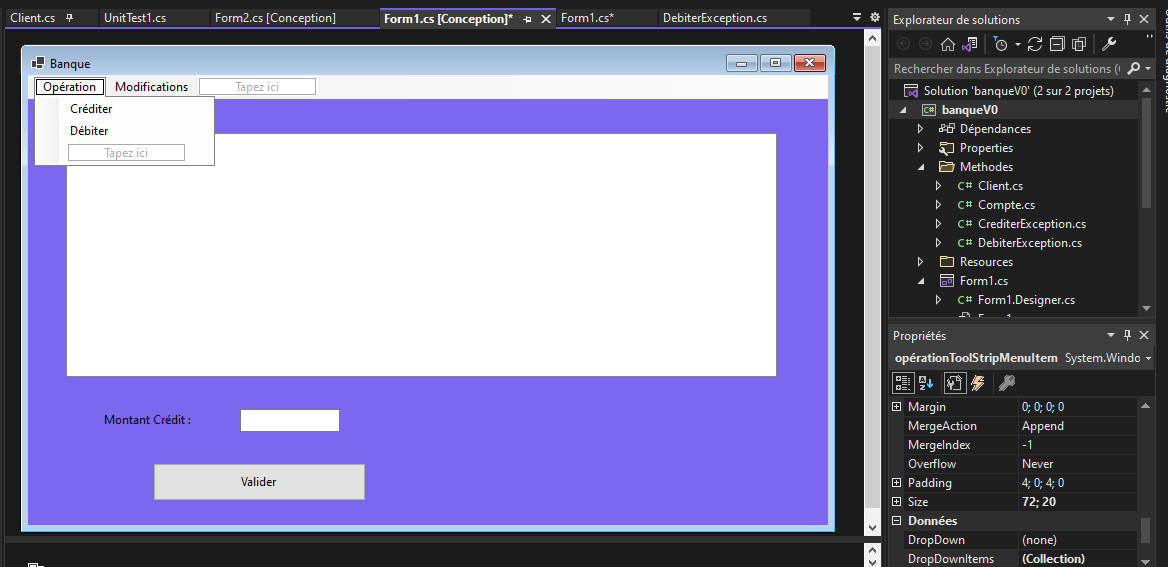 Client.cs
UnitTest1.cs
Form2.cs [Conception]
Form1.cs [Conception]*
Form1.cs*
DebiterException.cs
Banque
Opération
Modifications
Tapez ici
Créditer
Débiter
Tapez ici
Montant Crédit :
Valider
Explorateur de solutions
Rechercher dans Explorateur de solutions (
Solution 'banqueV0' (2 sur 2 projets)
banqueV0
Dépendances
Properties
Methodes
C# Client.cs
C# Compte.cs
C# CrediterException.cs
C# DebiterException.cs
Resources
Form1.cs
C# Form1.Designer.cs
Propriétés
opérationToolStripMenuItem System.Windo
Margin 0; 0; 0; 0
MergeAction Append
MergeIndex -1
Overflow Never
Padding 4; 0; 4; 0
Size 72; 20
Données
DropDown (none)
DropDownItems (Collection)